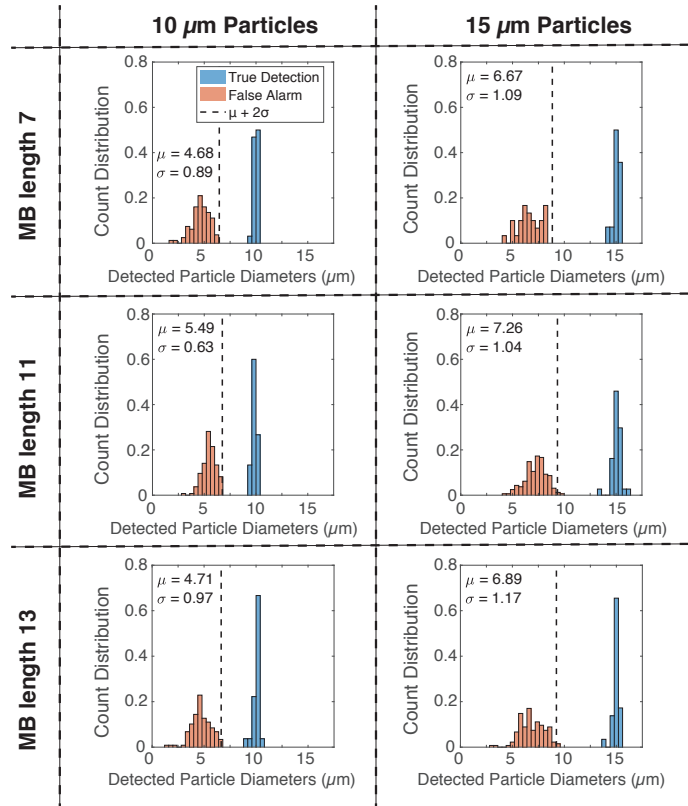 10 µm Particles
15 µm Particles
MB length 7
0.8
0.6
0.4
0.2
0
Count Distribution
True Detection
False Alarm
μ + 2σ
μ = 4.68
σ = 0.89
0
5
10
15
Detected Particle Diameters (µm)
0.8
0.6
0.4
0.2
0
Count Distribution
μ = 6.67
σ = 1.09
0
5
10
15
Detected Particle Diameters (µm)
MB length 11
0.8
0.6
0.4
0.2
0
Count Distribution
μ = 5.49
σ = 0.63
0
5
10
15
Detected Particle Diameters (µm)
0.8
0.6
0.4
0.2
0
Count Distribution
μ = 7.26
σ = 1.04
0
5
10
15
Detected Particle Diameters (µm)
MB length 13
0.8
0.6
0.4
0.2
0
Count Distribution
μ = 4.71
σ = 0.97
0
5
10
15
Detected Particle Diameters (µm)
0.8
0.6
0.4
0.2
0
Count Distribution
μ = 6.89
σ = 1.17
0
5
10
15
Detected Particle Diameters (µm)